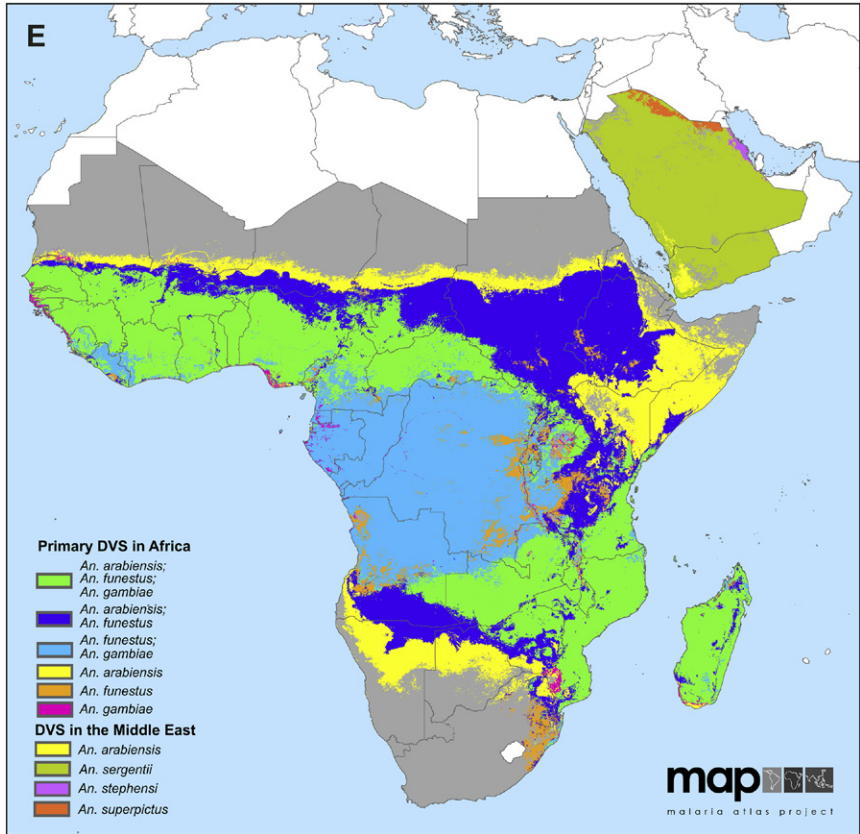 E
Primary DVS in Africa
An. arabiensis;
An. funestus;
An. gambiae
An. arabiensis;
An. funestus
An. funestus;
An. gambiae
An. arabiensis
An. funestus
An. gambiae
DVS in the Middle East
An. arabiensis
An. sergentii
An. stephensi
An. superpictus
map
malaria atlas project